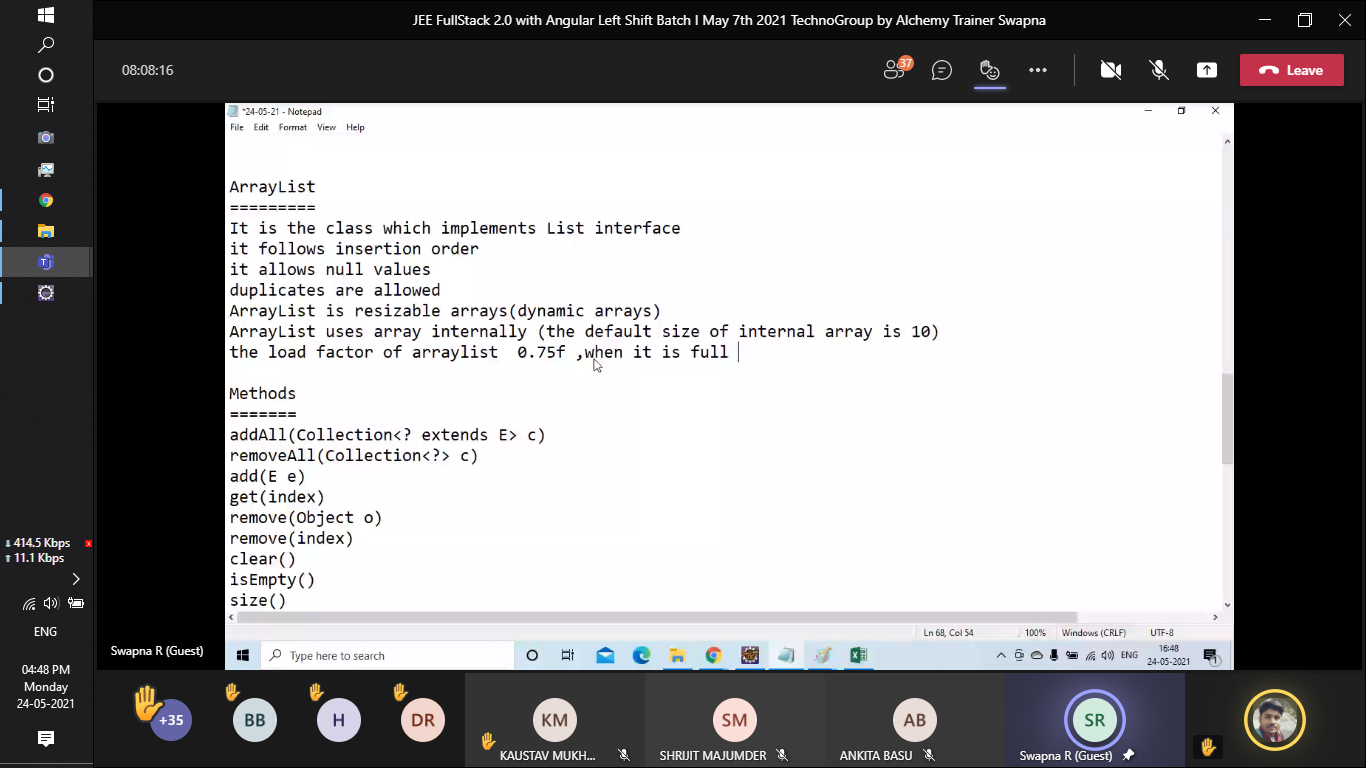 JEE FullStack 2.0 with Angular Left Shift Batch I May 7th 2021 TechnoGroup by Alchemy Trainer Swapna
08:08:16
37
Leave
*24-05-21 - Notepad
File Edit Format View Help
ArrayList
=========
It is the class which implements List interface
it follows insertion order
it allows null values
duplicates are allowed
ArrayList is resizable arrays(dynamic arrays)
ArrayList uses array internally (the default size of internal array is 10)
the load factor of arraylist  0.75f ,when it is full
Methods
=======
addAll(Collection<? extends E> c)
removeAll(Collection<?> c)
add(E e)
get(index)
remove(Object o)
remove(index)
clear()
isEmpty()
size()
Ln 68, Col 54 100% Windows (CRLF) UTF-8
Swapna R (Guest)
Type here to search
ENG
16:48
24-05-2021
1
414.5 Kbps
11.1 Kbps
ENG
04:48 PM
Monday
24-05-2021
+35
BB
H
DR
KM
KAUSTAV MUKH...
SM
SHRIJIT MAJUMDER
AB
ANKITA BASU
SR
Swapna R (Guest)